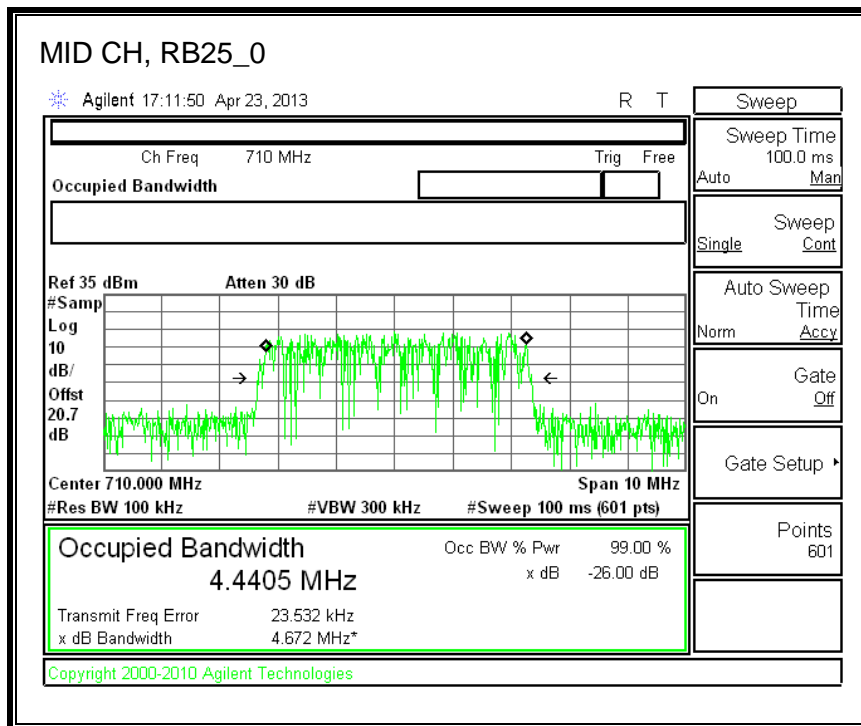 MID CH, RB25_0
Agilent 17:11:50 Apr 23, 2013 R T
Ch Freq 710 MHz Trig Free
Occupied Bandwidth
Ref 35 dBm Atten 30 dB
#Samp
Log
10
dB/
Offst
20.7
dB
Center 710.000 MHz Span 10 MHz
#Res BW 100 kHz #VBW 300 kHz #Sweep 100 ms (601 pts)
Occupied Bandwidth Occ BW % Pwr 99.00 %
4.4405 MHz x dB -26.00 dB
Transmit Freq Error 23.532 kHz
x dB Bandwidth 4.672 MHz*
Copyright 2000-2010 Agilent Technologies
Sweep
Sweep Time
100.0 ms
Auto Man
Sweep
Single Cont
Auto Sweep
Time
Norm Accy
Gate
On Off
Gate Setup
Points
601